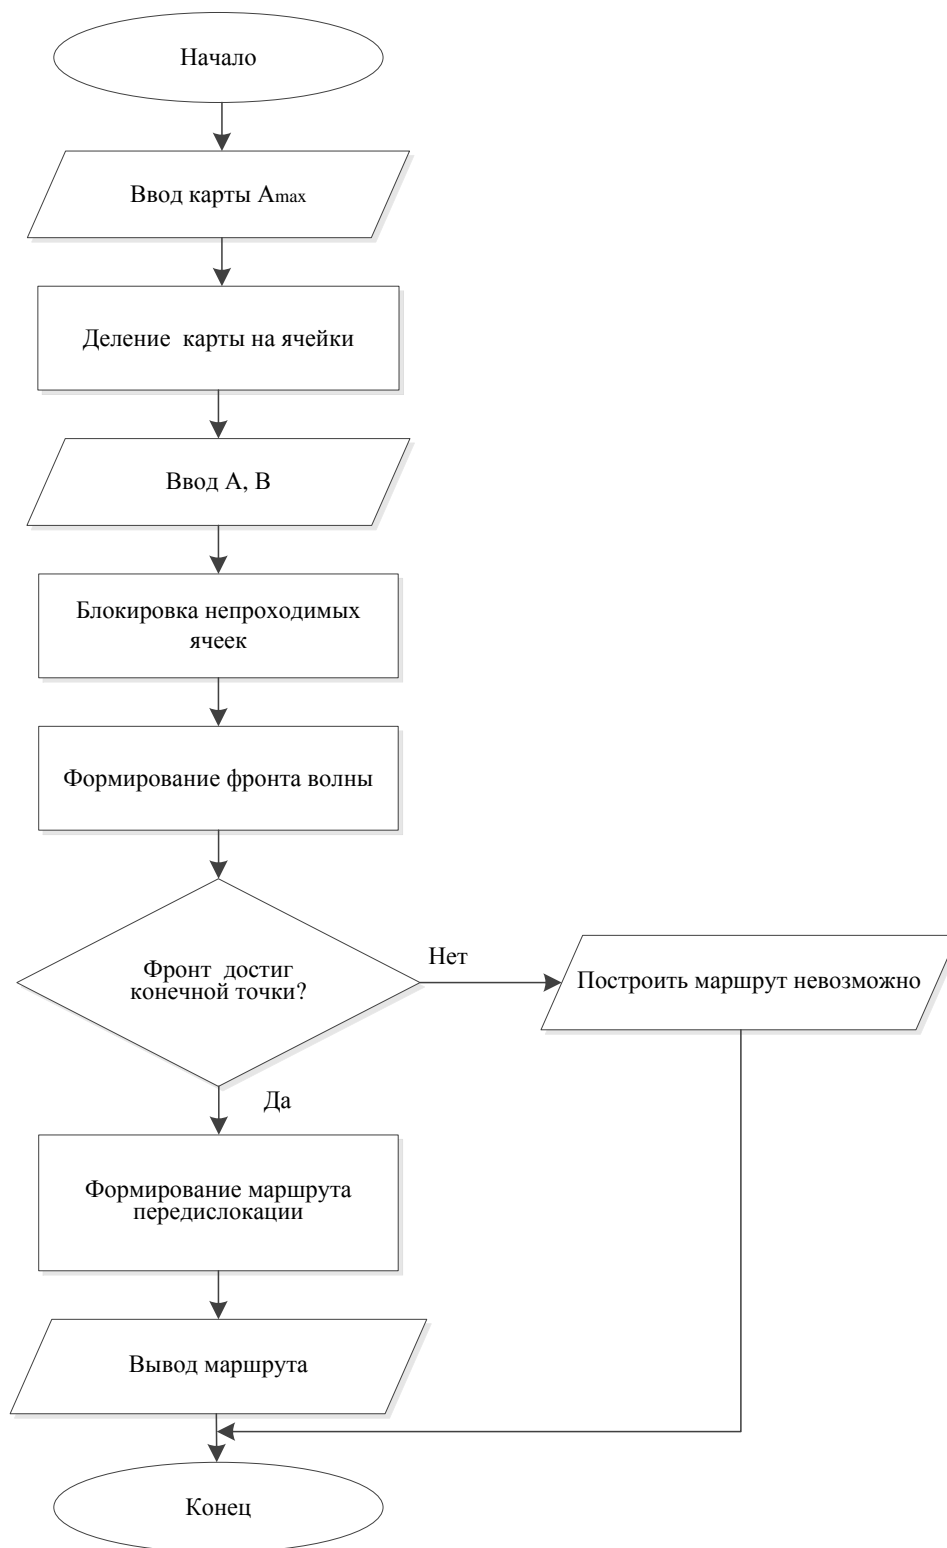 Начало
Ввод карты Amax
Деление карты на ячейки
Ввод A, B
Блокировка непроходимых
ячеек
Формирование фронта волны
Фронт достиг
конечной точки?
Нет
Построить маршрут невозможно
Да
Формирование маршрута
передислокации
Вывод маршрута
Конец